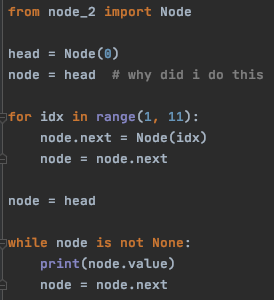 from node_2 import Node
head = Node(0)
node = head  # why did i do this
for idx in range(1, 11):
    node.next = Node(idx)
    node = node.next
node = head
while node is not None:
    print(node.value)
    node = node.next